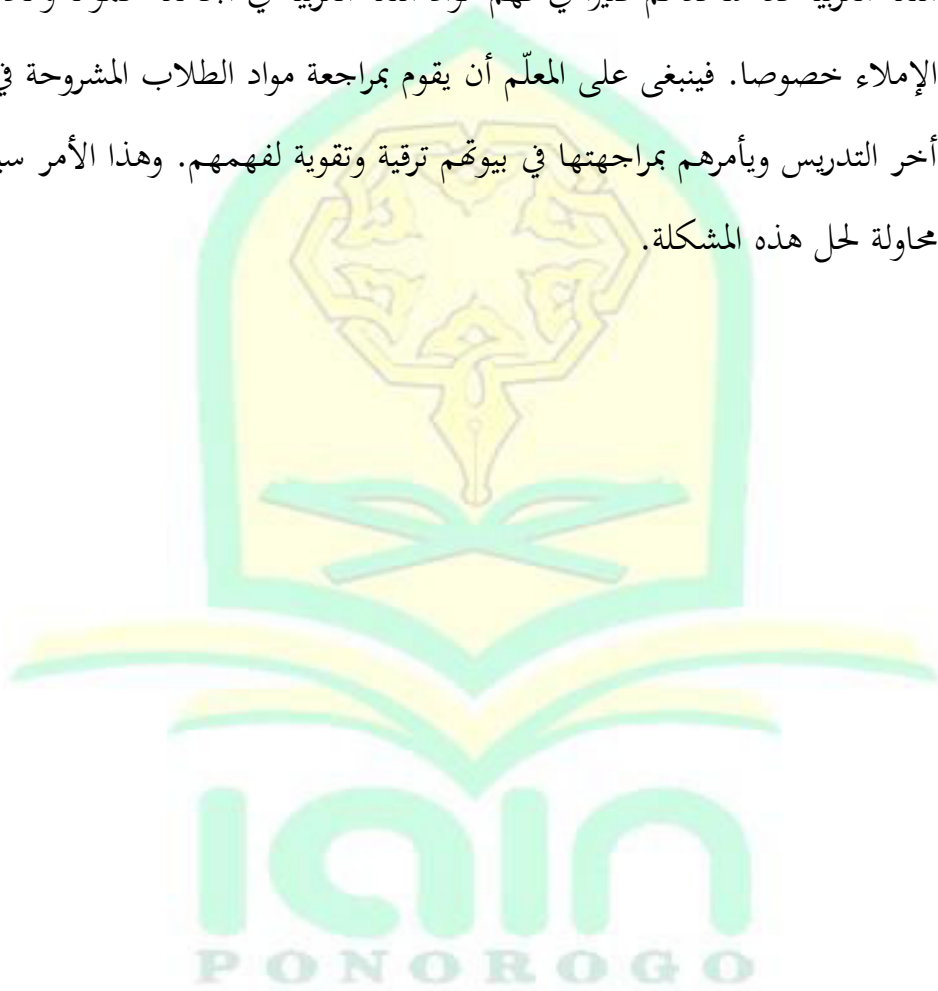 الإملاء خصوصا. فينبغى على المعلّم أن يقوم بمراجعة مواد الطلاب المشروحة في
أخر التدريس ويأمرهم بمراجهتها في بيوتهم ترقية وتقوية لفهمهم. وهذا الأمر
محاولة لحل هذه المشكلة.
iain
PONOROGO